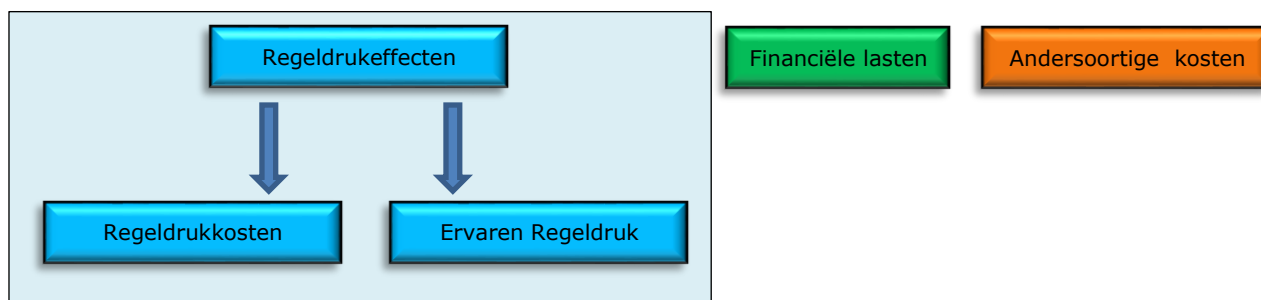 Regeldrukeffecten
Financiële lasten
Andersoortige kosten
Regeldrukkosten
Ervaren Regeldruk